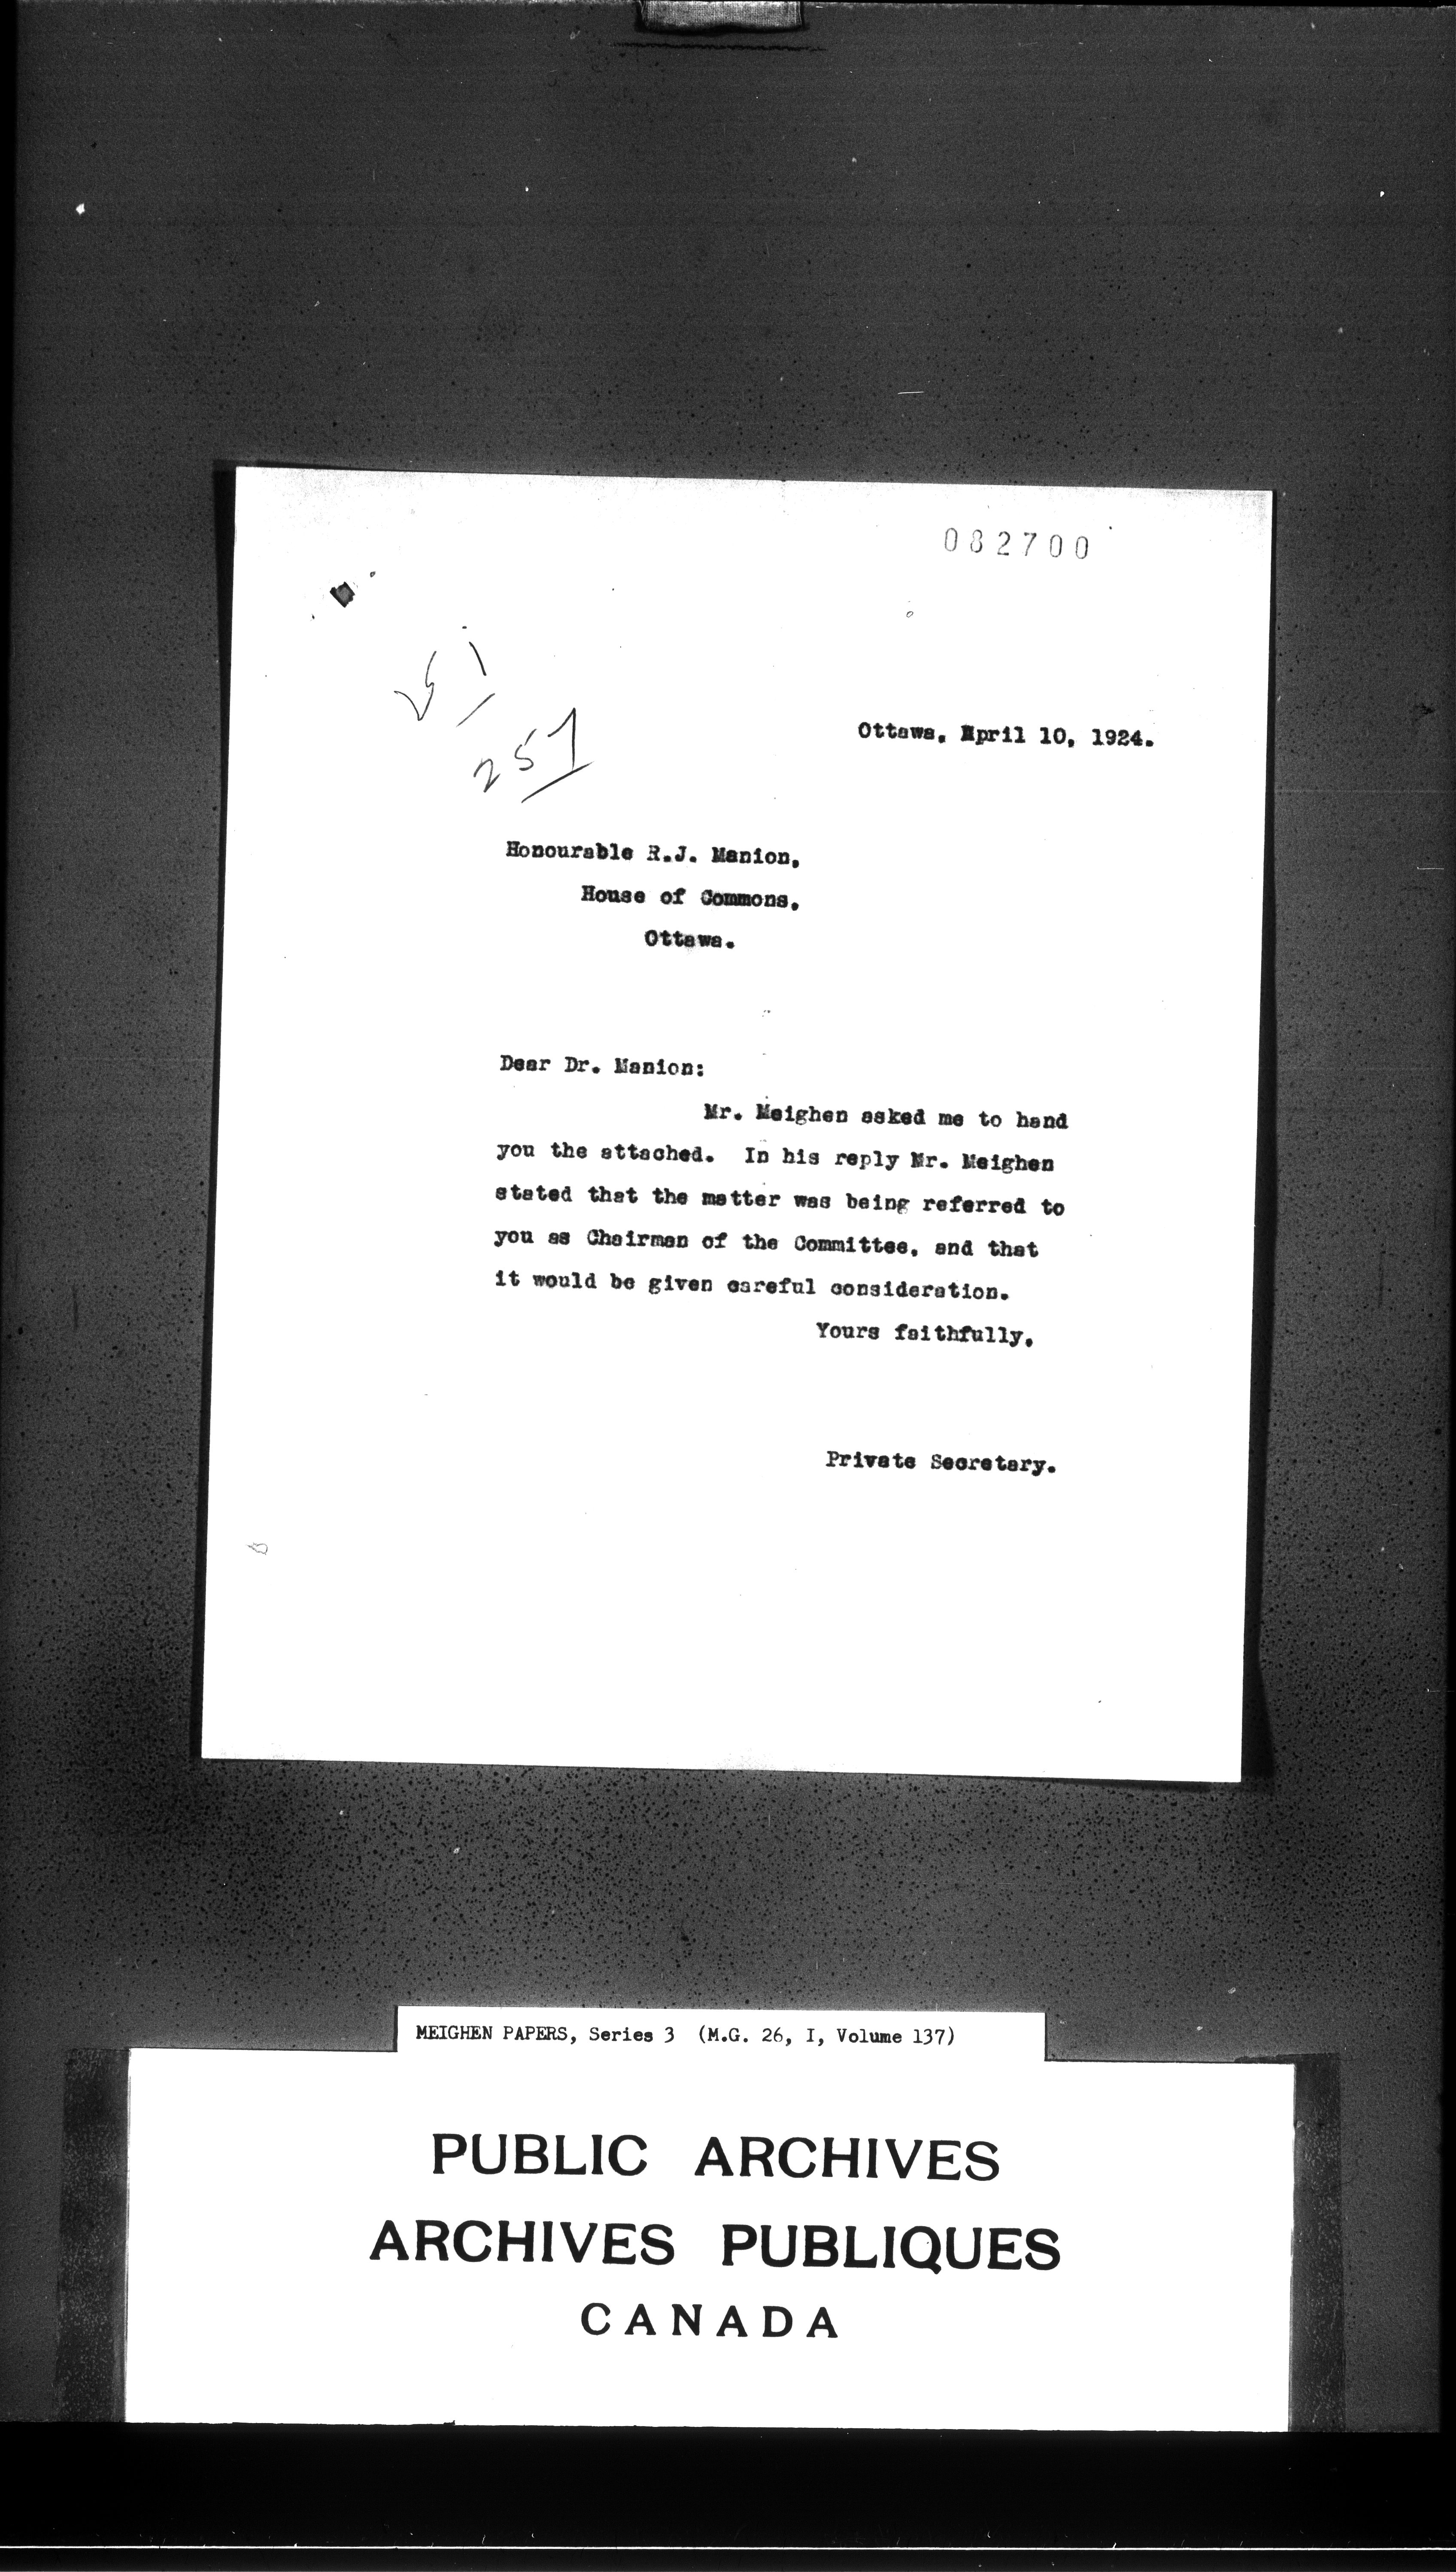 082700
51
257
Ottawa, April 10, 1924.
Honourable R.J. Manion,
House of Commons,
Ottawa.
Dear Dr. Manion:
Mr. Meighen asked me to hand
you the attached. In his reply Mr. Meighen
stated that the matter was being referred to
you as Chairman of the Committee, and that
it would be given careful consideration.
Yours faithfully,
Private Secretary.
MEIGHEN PAPERS, Series 3 (M.G. 26, I, Volume 137)
PUBLIC ARCHIVES
ARCHIVES PUBLIQUES
CANADA